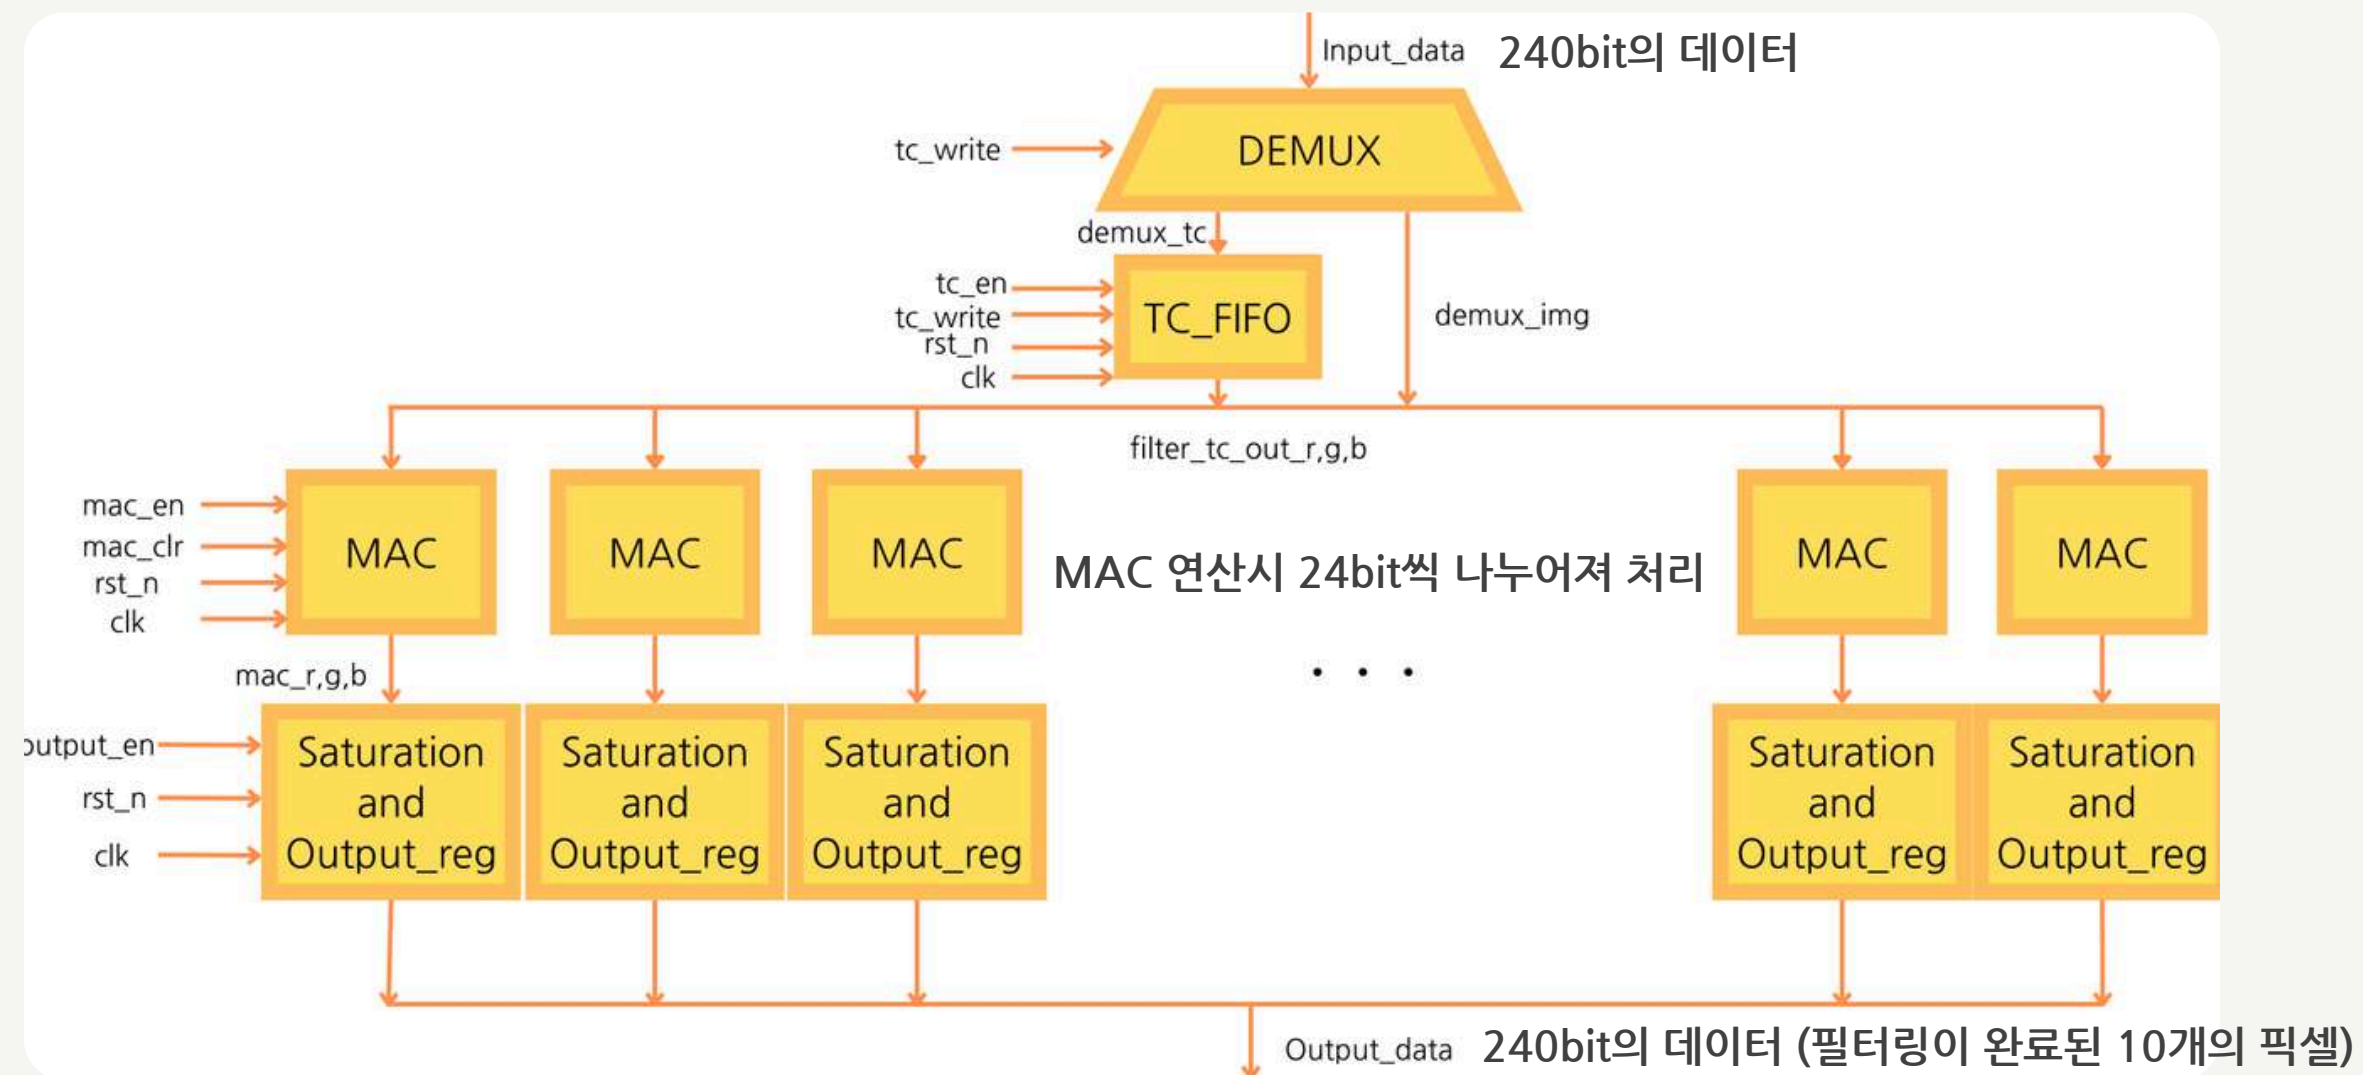 Input_data 240bit의 데이터
tc_write
DEMUX
demux_tc
tc_en
tc_write
rst_n
clk
TC_FIFO
demux_img
filter_tc_out_r,g,b
mac_en
mac_clr
rst_n
clk
MAC
MAC
MAC
MAC 연산시 24bit씩 나누어져 처리
MAC
MAC
mac_r,g,b
. . .
output_en
rst_n
clk
Saturation
and
Output_reg
Saturation
and
Output_reg
Saturation
and
Output_reg
Saturation
and
Output_reg
Saturation
and
Output_reg
Output_data 240bit의 데이터 (필터링이 완료된 10개의 픽셀)